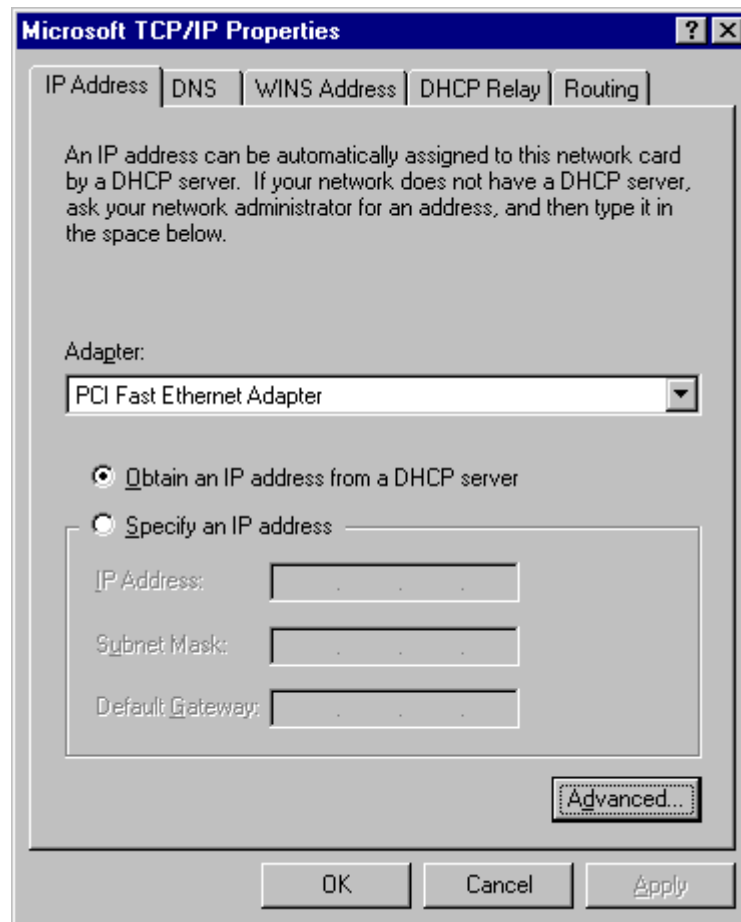 Microsoft TCP/IP Properties
IP Address DNS WINS Address DHCP Relay Routing
An IP address can be automatically assigned to this network card
by a DHCP server. If your network does not have a DHCP server,
ask your network administrator for an address, and then type it in
the space below.
Adapter:
PCI Fast Ethernet Adapter
Obtain an IP address from a DHCP server
Specify an IP address
IP Address:
Subnet Mask:
Default Gateway:
Advanced...
OK Cancel Apply